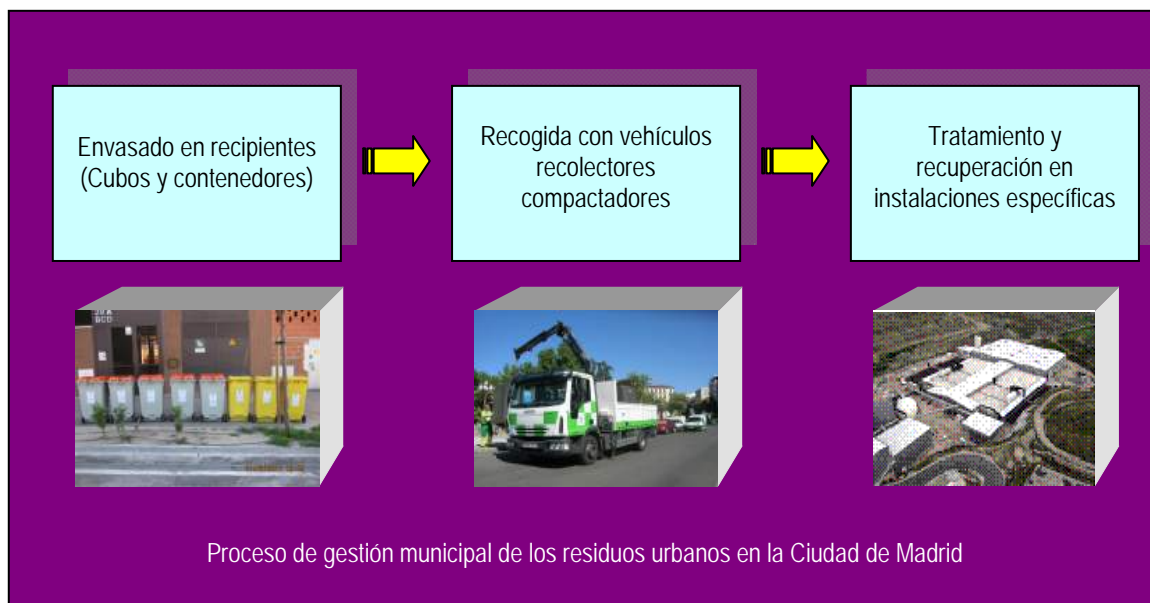 Envasado en recipientes
(Cubos y contenedores)
Recogida con vehículos
recolectores
compactadores
Tratamiento y
recuperación en
instalaciones específicas
Proceso de gestión municipal de los residuos urbanos en la Ciudad de Madrid